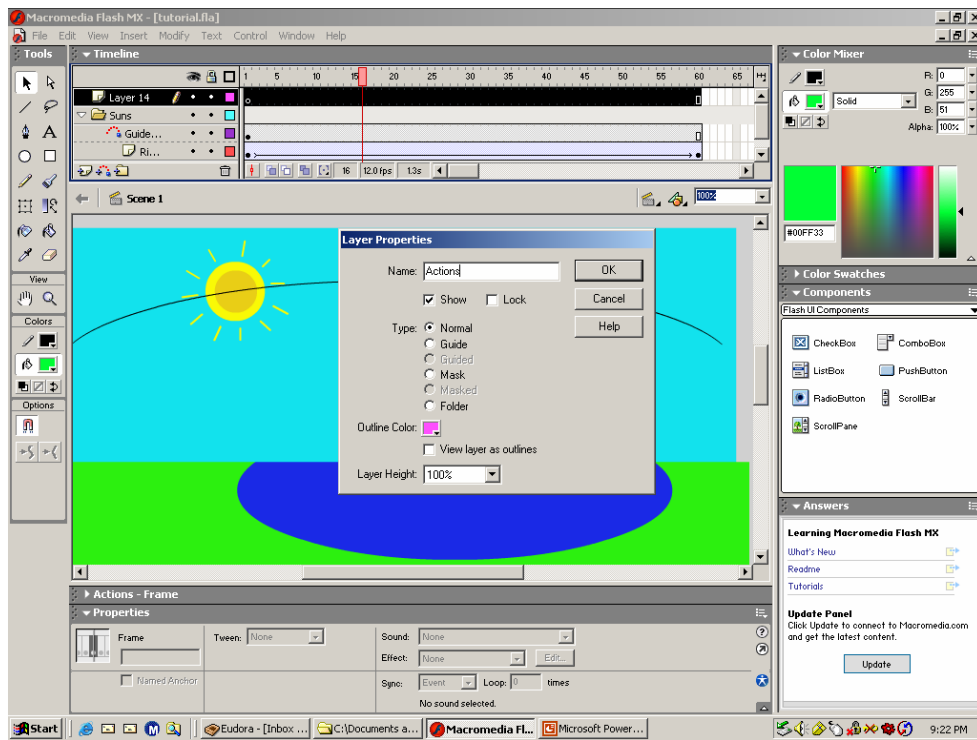 Macromedia Flash MX - [tutorial.fla]
File Edit View Insert Modify Text Control Window Help
Tools
Timeline
1 5 10 15 20 25 30 35 40 45 50 55 60 65
Layer 14
Suns
Guide...
Ri...
16 12.0 fps 1.3s
Scene 1
100%
View
Colors
Options
Layer Properties
Name: Actions
OK
Show Lock
Cancel
Type: Normal
Help
Guide
Guided
Mask
Masked
Folder
Outline Color:
View layer as outlines
Layer Height: 100%
Actions - Frame
Properties
Frame
Tween: None
Sound: None
Effect: None Edit...
Named Anchor
Sync: Event Loop: 0 times
No sound selected.
Color Mixer
R: 0
Solid
G: 255
B: 51
Alpha: 100%
#00FF33
Color Swatches
Components
Flash UI Components
CheckBox ComboBox
ListBox PushButton
RadioButton ScrollBar
ScrollPane
Answers
Learning Macromedia Flash MX
What's New
Readme
Tutorials
Update Panel
Click Update to connect to Macromedia.com
and get the latest content.
Update
Start
Eudora - [Inbox ...
C:\Documents a...
Macromedia Fl...
Microsoft Power...
9:22 PM